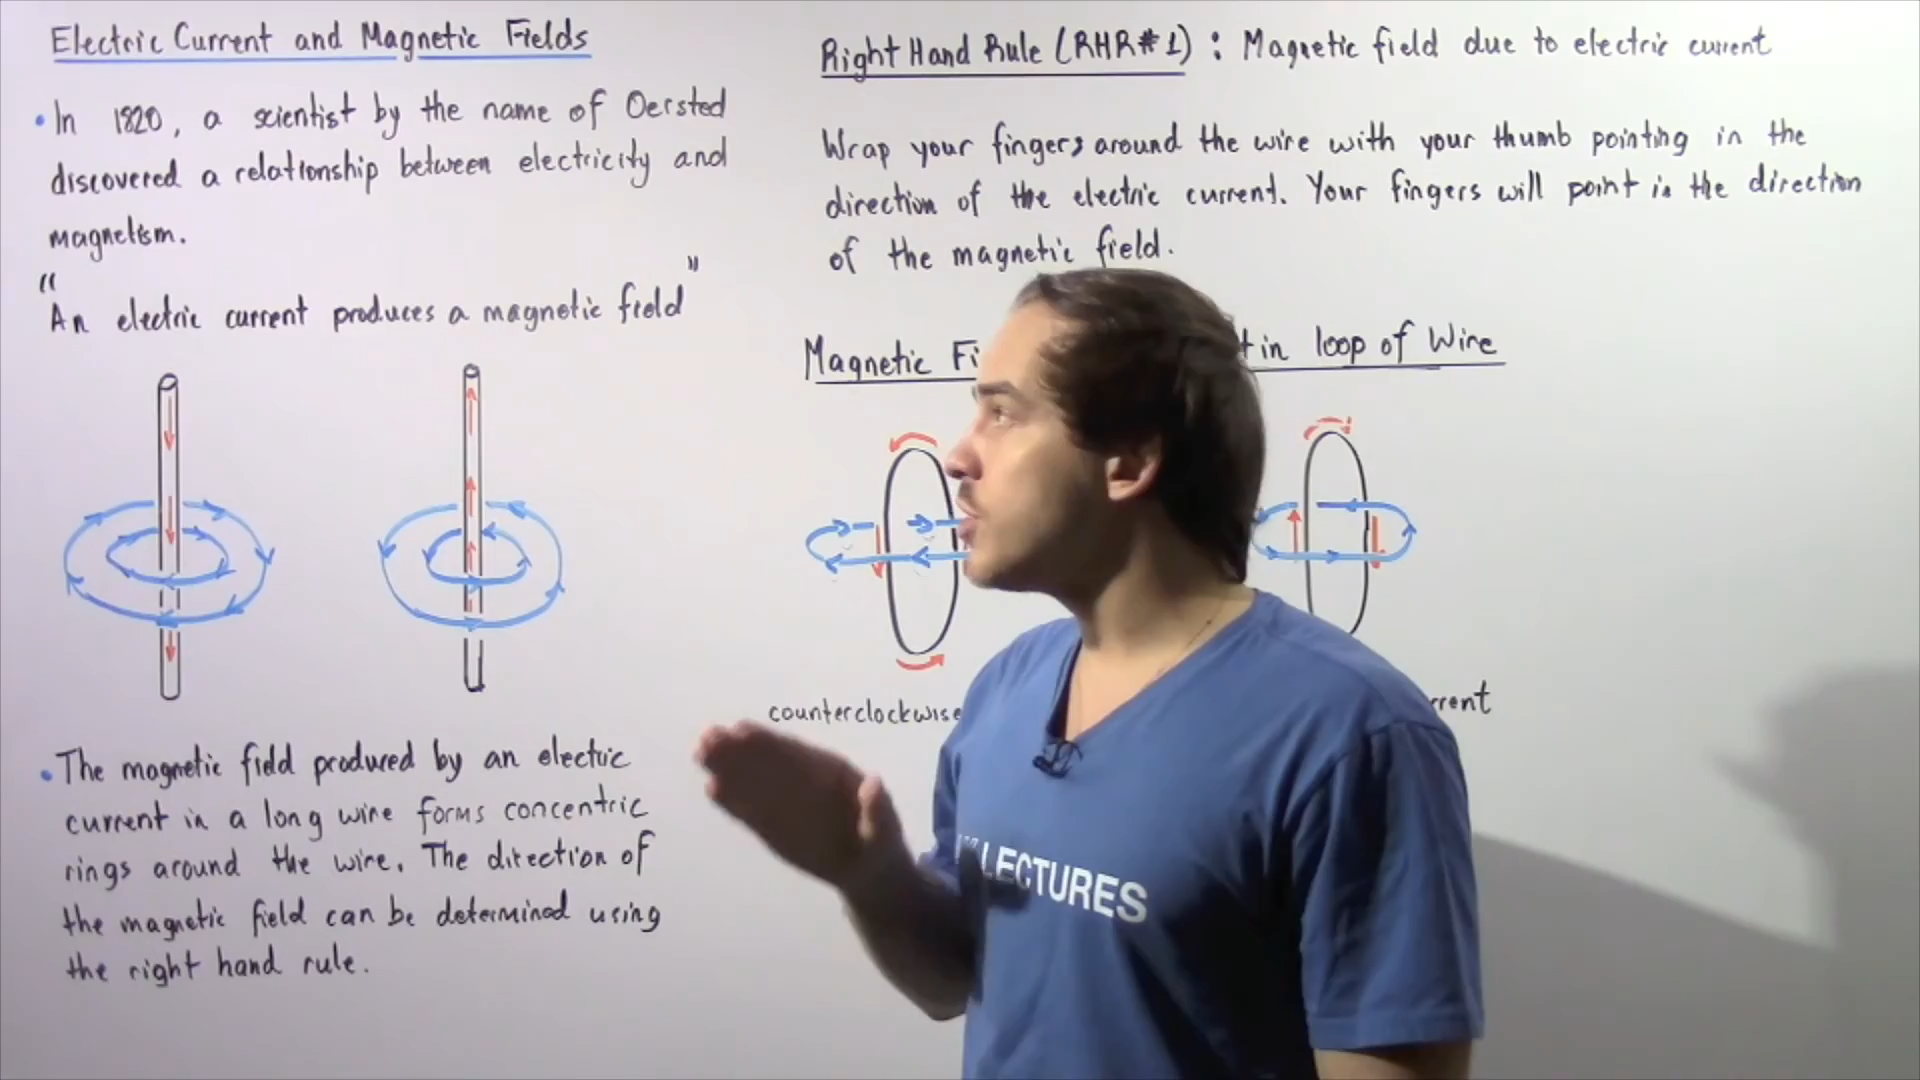 Electric Current and Magnetic Fields
• In 1820, a scientist by the name of Oersted
discovered a relationship between electricity and
magnetism.
"An electric current produces a magnetic field"
• The magnetic field produced by an electric
current in a long wire forms concentric
rings around the wire. The direction of
the magnetic field can be determined using
the right hand rule.
Right Hand Rule (RHR#1): Magnetic field due to electric current
Wrap your fingers around the wire with your thumb pointing in the
direction of the electric current. Your fingers will point in the direction
of the magnetic field.
Magnetic in loop of Wire
counterclockwise
LECTURES